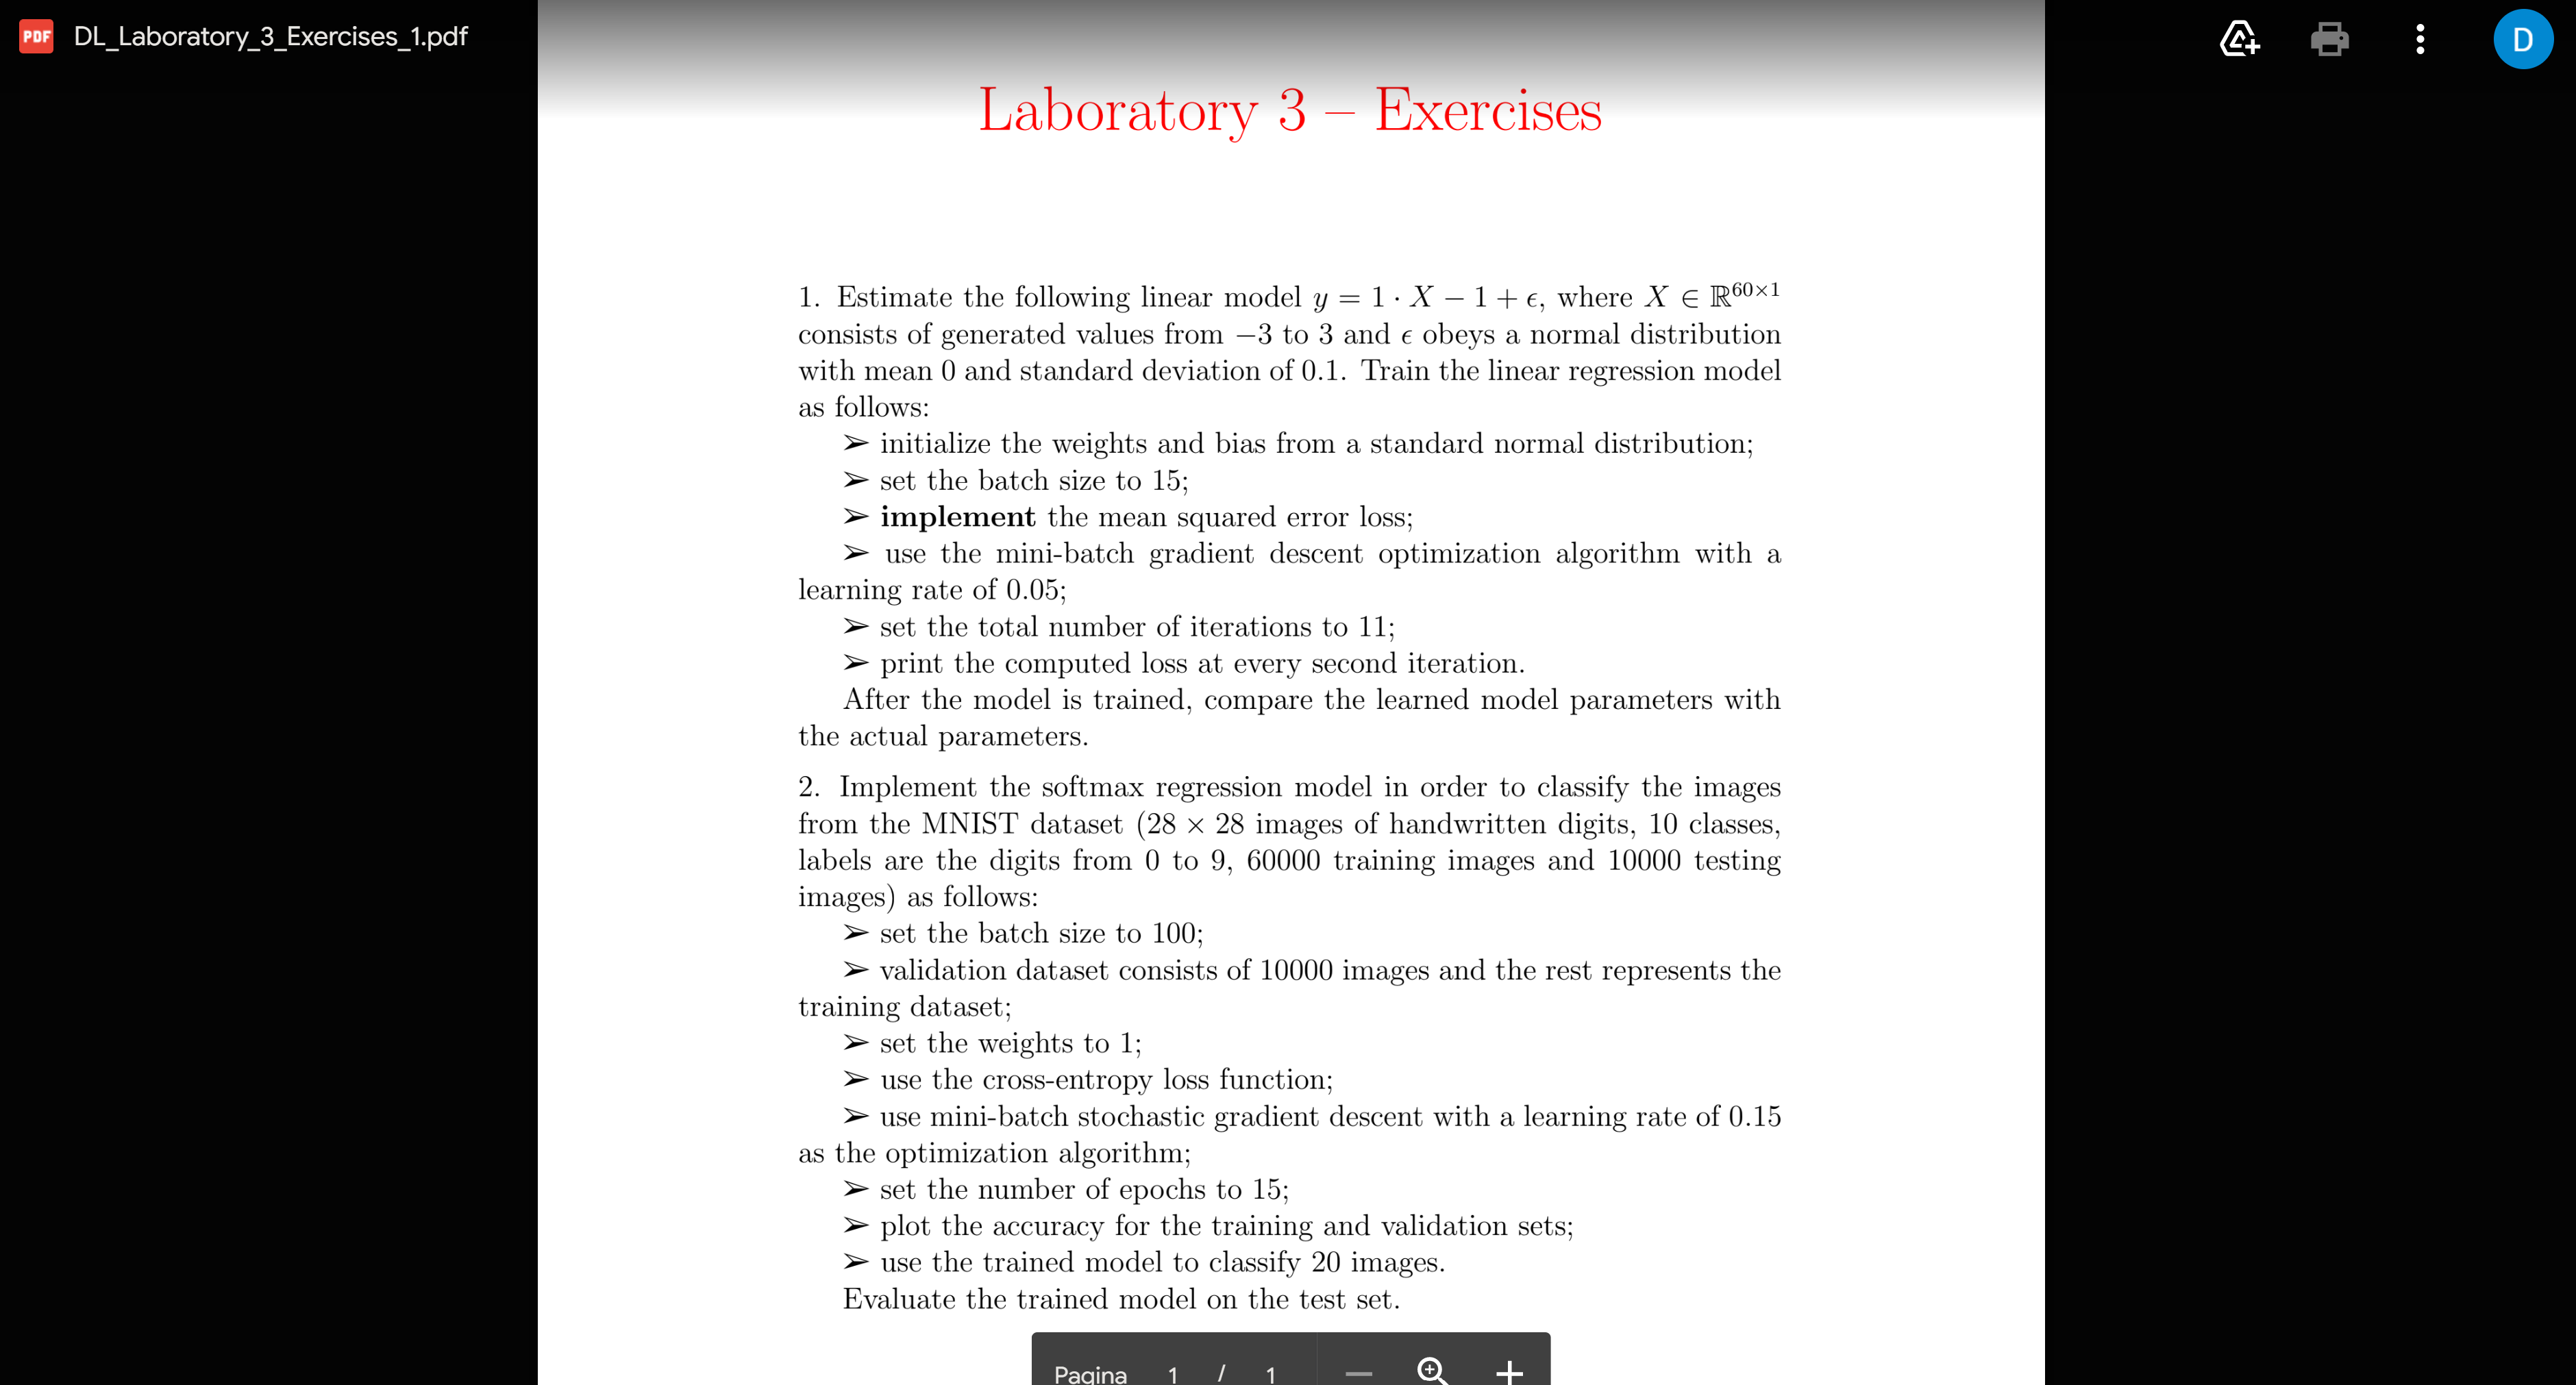 PDF DL_Laboratory_3_Exercises_1.pdf
D
Laboratory 3 – Exercises
1. Estimate the following linear model y = 1 · X − 1 + ϵ, where X ∈ ℝ^{60×1}
consists of generated values from −3 to 3 and ϵ obeys a normal distribution
with mean 0 and standard deviation of 0.1. Train the linear regression model
as follows:
➢ initialize the weights and bias from a standard normal distribution;
➢ set the batch size to 15;
➢ implement the mean squared error loss;
➢ use the mini-batch gradient descent optimization algorithm with a
learning rate of 0.05;
➢ set the total number of iterations to 11;
➢ print the computed loss at every second iteration.
After the model is trained, compare the learned model parameters with
the actual parameters.
2. Implement the softmax regression model in order to classify the images
from the MNIST dataset (28 × 28 images of handwritten digits, 10 classes,
labels are the digits from 0 to 9, 60000 training images and 10000 testing
images) as follows:
➢ set the batch size to 100;
➢ validation dataset consists of 10000 images and the rest represents the
training dataset;
➢ set the weights to 1;
➢ use the cross-entropy loss function;
➢ use mini-batch stochastic gradient descent with a learning rate of 0.15
as the optimization algorithm;
➢ set the number of epochs to 15;
➢ plot the accuracy for the training and validation sets;
➢ use the trained model to classify 20 images.
Evaluate the trained model on the test set.
Pagina 1 / 1